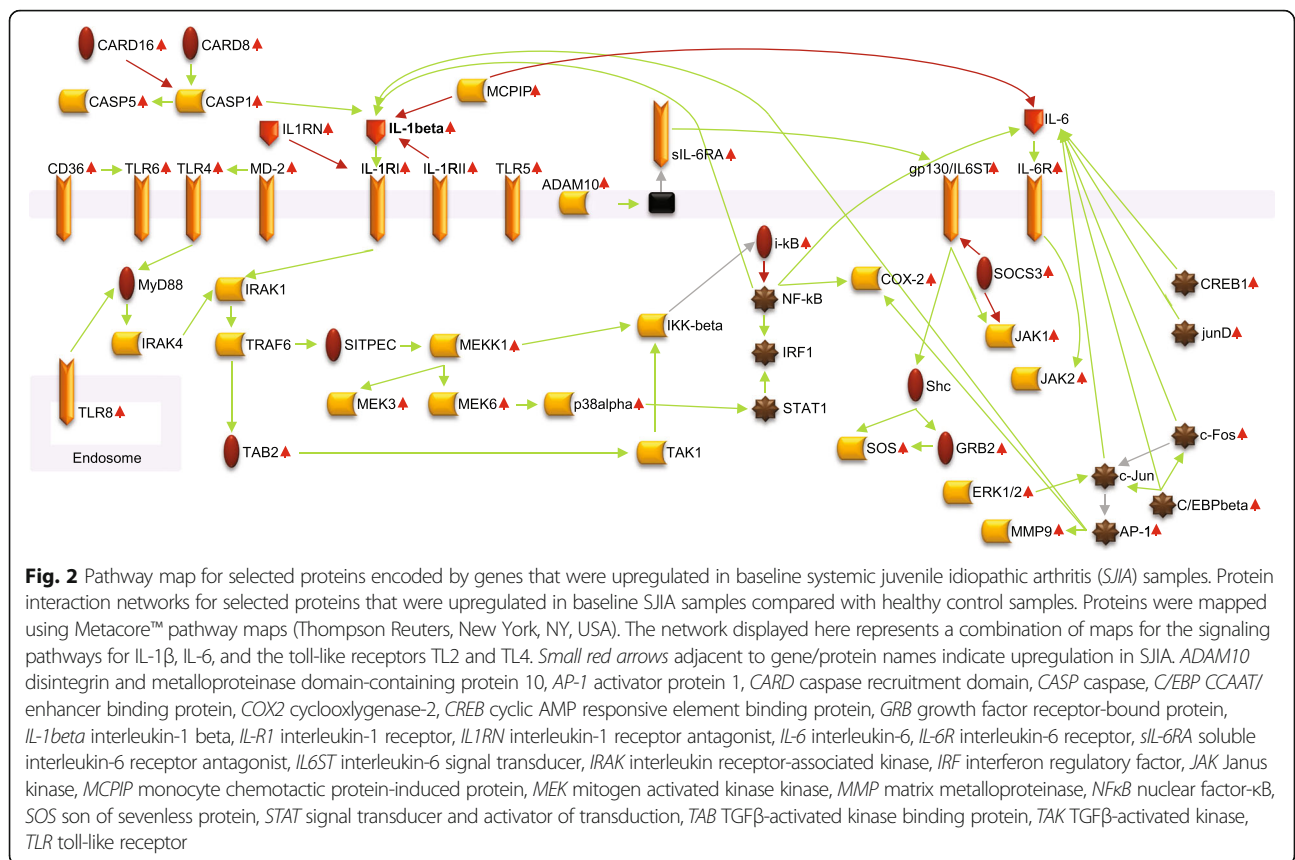 CARD16 CARD8
CASP5 CASP1 MCPIP
IL1RN IL-1beta IL-6
sIL-6RA
CD36 TLR6 TLR4 MD-2 IL-1RI IL-1RII TLR5 gp130/IL6ST IL-6R
ADAM10
i-kB
MyD88 IRAK1 COX-2 SOCS3 CREB1
NF-kB
IKK-beta
IRAK4 TRAF6 SITPEC MEKK1 IRF1 JAK1 junD
JAK2
Shc
TLR8 MEK3 MEK6 p38alpha STAT1
c-Fos
Endosome TAB2 TAK1 SOS GRB2
c-Jun
ERK1/2 C/EBPbeta
MMP9 AP-1
Fig. 2 Pathway map for selected proteins encoded by genes that were upregulated in baseline systemic juvenile idiopathic arthritis (SJIA) samples. Protein
interaction networks for selected proteins that were upregulated in baseline SJIA samples compared with healthy control samples. Proteins were mapped
using Metacore™ pathway maps (Thompson Reuters, New York, NY, USA). The network displayed here represents a combination of maps for the signaling
pathways for IL-1β, IL-6, and the toll-like receptors TL2 and TL4. Small red arrows adjacent to gene/protein names indicate upregulation in SJIA. ADAM10
disintegrin and metalloproteinase domain-containing protein 10, AP-1 activator protein 1, CARD caspase recruitment domain, CASP caspase, C/EBP CCAAT/
enhancer binding protein, COX2 cyclooxlygenase-2, CREB cyclic AMP responsive element binding protein, GRB growth factor receptor-bound protein,
IL-1beta interleukin-1 beta, IL-R1 interleukin-1 receptor, IL1RN interleukin-1 receptor antagonist, IL-6 interleukin-6, IL-6R interleukin-6 receptor, sIL-6RA soluble
interleukin-6 receptor antagonist, IL6ST interleukin-6 signal transducer, IRAK interleukin receptor-associated kinase, IRF interferon regulatory factor, JAK Janus
kinase, MCPIP monocyte chemotactic protein-induced protein, MEK mitogen activated kinase kinase, MMP matrix metalloproteinase, NFκB nuclear factor-κB,
SOS son of sevenless protein, STAT signal transducer and activator of transduction, TAB TGFβ-activated kinase binding protein, TAK TGFβ-activated kinase,
TLR toll-like receptor